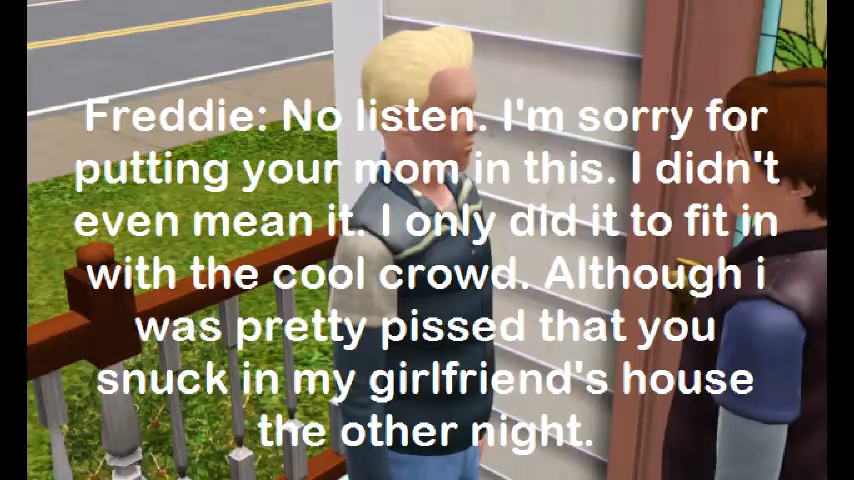 Freddie: No listen. I'm sorry for
putting your mom in this. I didn't
even mean it. I only did it to fit in
with the cool crowd. Although i
was pretty pissed that you
snuck in my girlfriend's house
the other night.